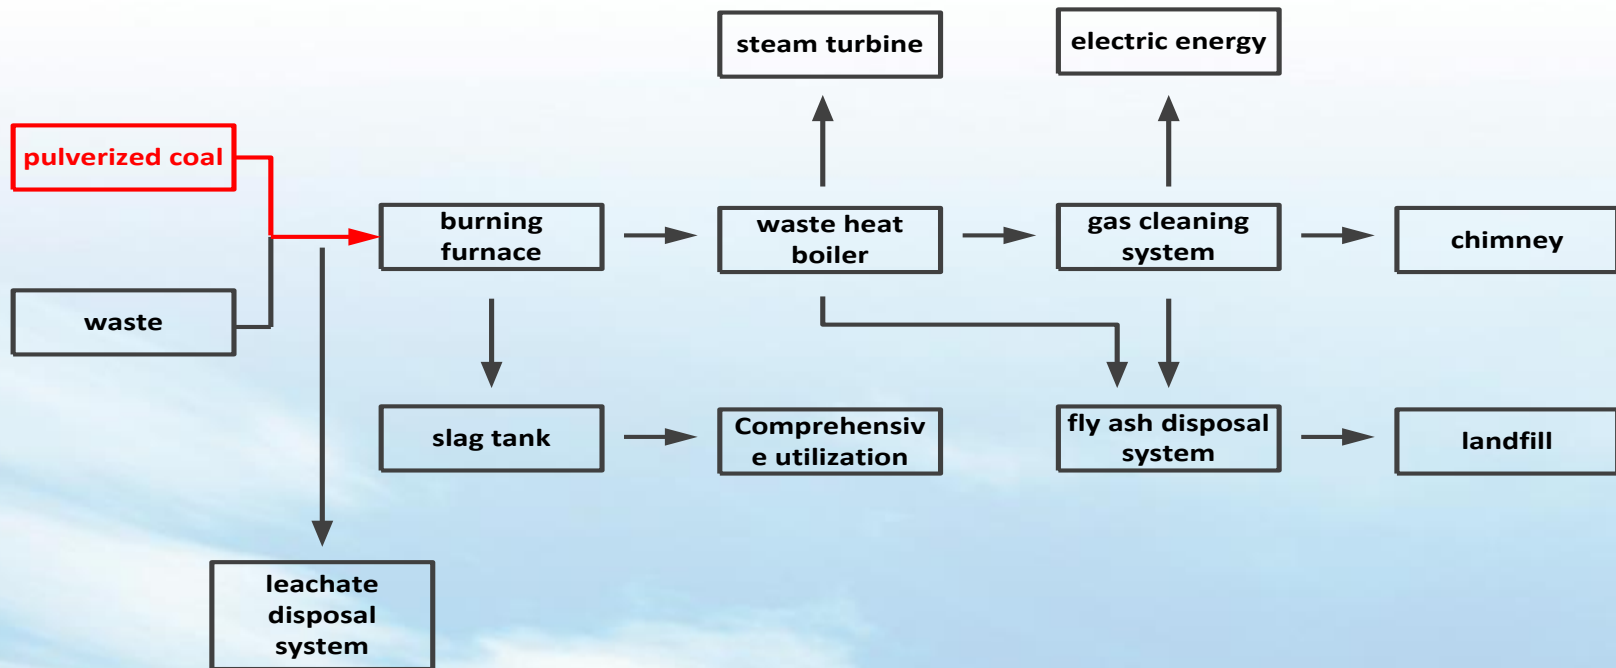 steam turbine
electric energy
pulverized coal
burning
furnace
waste heat
boiler
gas cleaning
system
chimney
waste
slag tank
Comprehensiv
e utilization
fly ash disposal
system
landfill
leachate
disposal
system